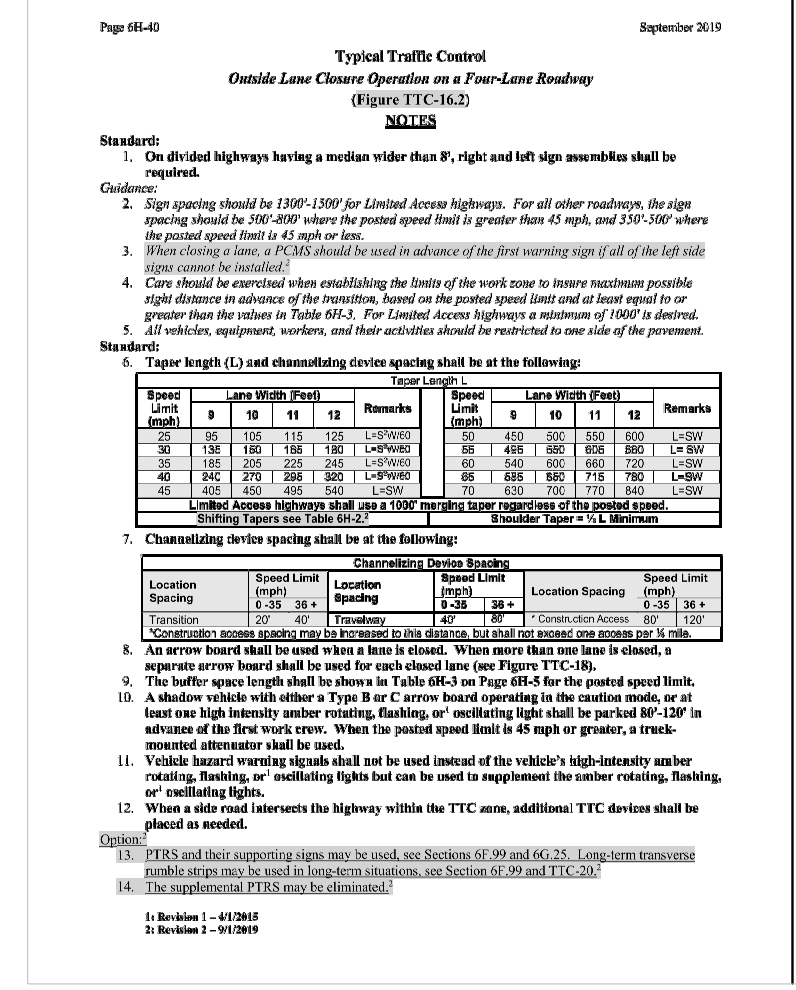 Page 6H-40 September 2019
Typical Traffic Control
Outside Lane Closure Operation on a Four-Lane Roadway
(Figure TTC-16.2)
NOTES
Standard:
1. On divided highways having a median wider than 8', right and left sign assemblies shall be
required.
Guidance:
2. Sign spacing should be 1300'-1500' for Limited Access highways. For all other roadways, the sign
spacing should be 500'-800' where the posted speed limit is greater than 45 mph, and 350'-500' where
the posted speed limit is 45 mph or less.
3. When closing a lane, a PCMS should be used in advance of the first warning sign if all of the left side
signs cannot be installed.²
4. Care should be exercised when establishing the limits of the work zone to insure maximum possible
sight distance in advance of the transition, based on the posted speed limit and at least equal to or
greater than the values in Table 6H-3. For Limited Access highways a minimum of 1000' is desired.
5. All vehicles, equipment, workers, and their activities should be restricted to one side of the pavement.
Standard:
6. Taper length (L) and channelizing device spacing shall be at the following:
Taper Length L
Speed Limit (mph) Lane Width (Feet) Remarks Speed Limit (mph) Lane Width (Feet) Remarks
9 10 11 12 9 10 11 12
25 95 105 115 125 L=S²W/60 50 450 500 550 600 L=SW
30 135 150 165 180 L=S²W/60 55 495 550 605 660 L= SW
35 185 205 225 245 L=S²W/60 60 540 600 660 720 L=SW
40 240 270 295 320 L=S²W/60 65 585 650 715 780 L=SW
45 405 450 495 540 L=SW 70 630 700 770 840 L=SW
Limited Access highways shall use a 1000' merging taper regardless of the posted speed.
Shifting Tapers see Table 6H-2.² Shoulder Taper = ⅓ L Minimum
7. Channelizing device spacing shall be at the following:
Channelizing Device Spacing
Location Spacing Speed Limit (mph) Location Spacing Speed Limit (mph) Location Spacing Speed Limit (mph)
0 -35 36 + 0 -35 36 + 0 -35 36 +
Transition 20' 40' Travelway 40' 80' * Construction Access 80' 120'
*Construction access spacing may be increased to this distance, but shall not exceed one access per ¼ mile.
8. An arrow board shall be used when a lane is closed. When more than one lane is closed, a
separate arrow board shall be used for each closed lane (see Figure TTC-18).
9. The buffer space length shall be shown in Table 6H-3 on Page 6H-5 for the posted speed limit.
10. A shadow vehicle with either a Type B or C arrow board operating in the caution mode, or at
least one high intensity amber rotating, flashing, or¹ oscillating light shall be parked 80'-120' in
advance of the first work crew. When the posted speed limit is 45 mph or greater, a truck-
mounted attenuator shall be used.
11. Vehicle hazard warning signals shall not be used instead of the vehicle's high-intensity amber
rotating, flashing, or¹ oscillating lights but can be used to supplement the amber rotating, flashing,
or¹ oscillating lights.
12. When a side road intersects the highway within the TTC zone, additional TTC devices shall be
placed as needed.
Option:²
13. PTRS and their supporting signs may be used, see Sections 6F.99 and 6G.25. Long-term transverse
rumble strips may be used in long-term situations, see Section 6F.99 and TTC-20.²
14. The supplemental PTRS may be eliminated.²
1: Revision 1 – 4/1/2015
2: Revision 2 – 9/1/2019